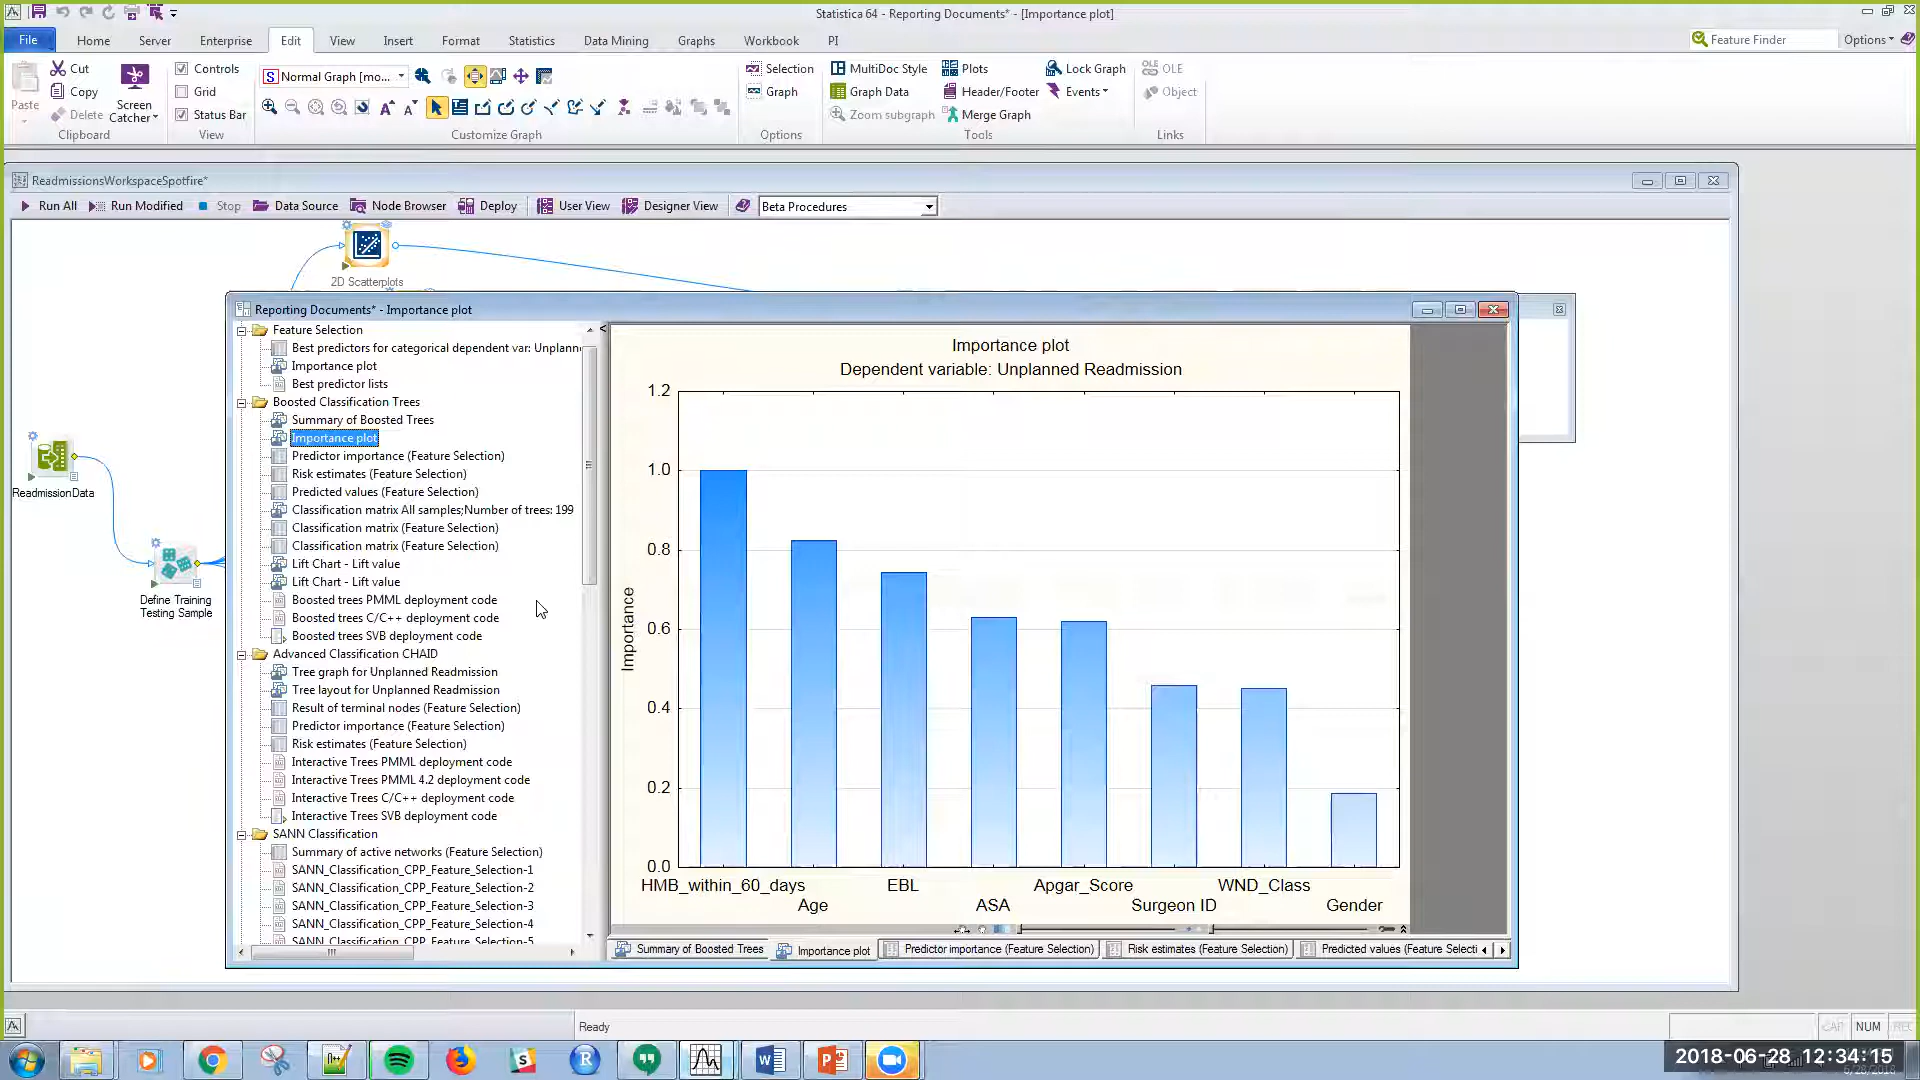 Statistica 64 - Reporting Documents* - [Importance plot]
File Home Server Enterprise Edit View Insert Format Statistics Data Mining Graphs Workbook PI Feature Finder Options
Paste
Cut
Copy
Delete
Screen Catcher
Clipboard
Controls
Grid
Status Bar
View
Normal Graph [mo...
Customize Graph
Selection
Graph
Options
MultiDoc Style
Graph Data
Zoom subgraph
Plots
Header/Footer
Merge Graph
Lock Graph
Events
Tools
OLE
Object
Links
ReadmissionsWorkspaceSpotfire*
Run All Run Modified Stop Data Source Node Browser Deploy User View Designer View Beta Procedures
2D Scatterplots
ReadmissionData
Define Training
Testing Sample
Reporting Documents* - Importance plot
Feature Selection
Best predictors for categorical dependent var: Unplann
Importance plot
Best predictor lists
Boosted Classification Trees
Summary of Boosted Trees
Importance plot
Predictor importance (Feature Selection)
Risk estimates (Feature Selection)
Predicted values (Feature Selection)
Classification matrix All samples;Number of trees: 199
Classification matrix (Feature Selection)
Classification matrix (Feature Selection)
Lift Chart - Lift value
Lift Chart - Lift value
Boosted trees PMML deployment code
Boosted trees C/C++ deployment code
Boosted trees SVB deployment code
Advanced Classification CHAID
Tree graph for Unplanned Readmission
Tree layout for Unplanned Readmission
Result of terminal nodes (Feature Selection)
Predictor importance (Feature Selection)
Risk estimates (Feature Selection)
Interactive Trees PMML deployment code
Interactive Trees PMML 4.2 deployment code
Interactive Trees C/C++ deployment code
Interactive Trees SVB deployment code
SANN Classification
Summary of active networks (Feature Selection)
SANN_Classification_CPP_Feature_Selection-1
SANN_Classification_CPP_Feature_Selection-2
SANN_Classification_CPP_Feature_Selection-3
SANN_Classification_CPP_Feature_Selection-4
SANN_Classification_CPP_Feature_Selection-5
Importance plot
Dependent variable: Unplanned Readmission
1.2
1.0
0.8
0.6
0.4
0.2
0.0
Importance
HMB_within_60_days EBL Apgar_Score WND_Class
Age ASA Surgeon ID Gender
Summary of Boosted Trees Importance plot Predictor importance (Feature Selection) Risk estimates (Feature Selection) Predicted values (Feature Selecti
Ready
CAP NUM REC
2018-06-28 12:34:15